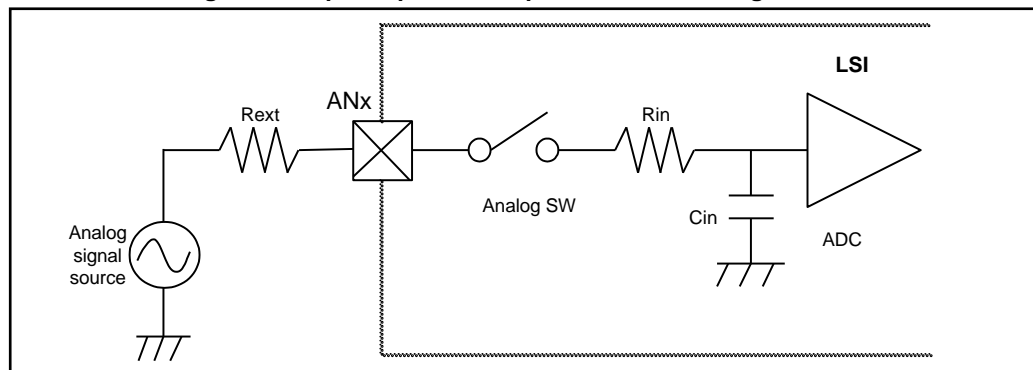 LSI
ANx
Rext
Rin
Analog SW
Cin
ADC
Analog
signal
source